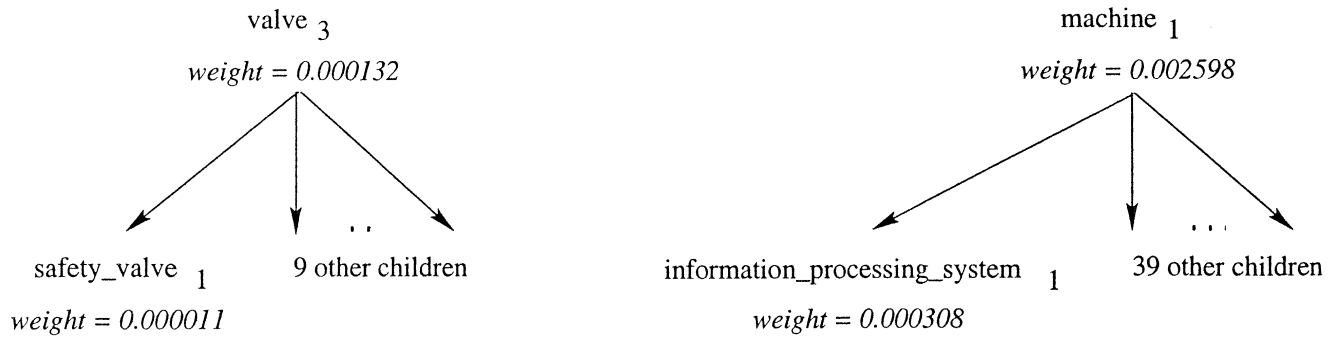 valve 3
weight = 0.000132
safety_valve 1
weight = 0.000011
9 other children
machine 1
weight = 0.002598
information_processing_system 1
weight = 0.000308
39 other children